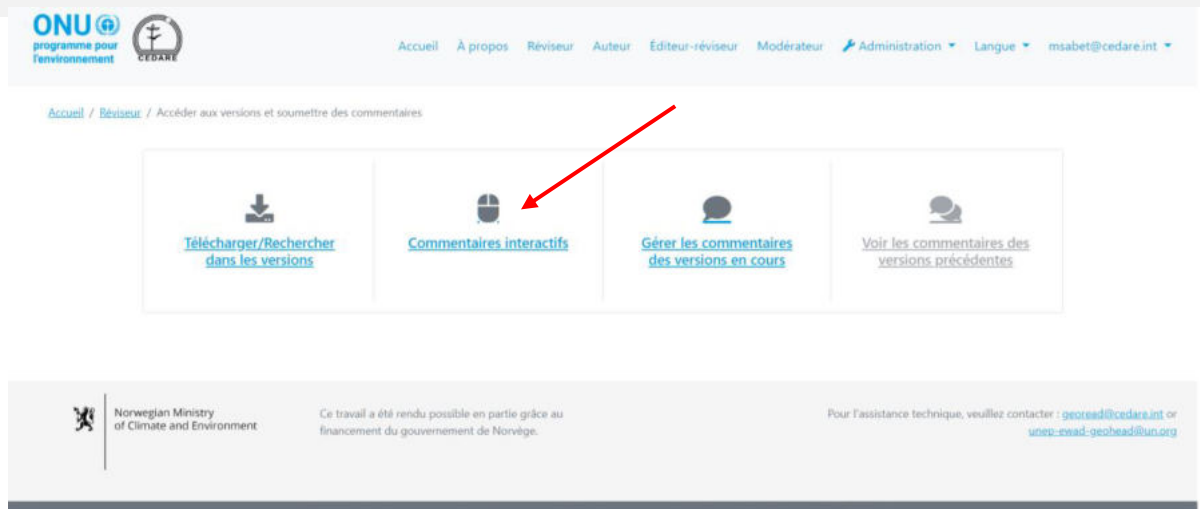 ONU
programme pour
l'environnement
CEDARE
Accueil À propos Réviseur Auteur Éditeur-réviseur Modérateur Administration Langue msabet@cedare.int
Accueil / Réviseur / Accéder aux versions et soumettre des commentaires
Télécharger/Rechercher
dans les versions
Commentaires interactifs
Gérer les commentaires
des versions en cours
Voir les commentaires des
versions précédentes
Norwegian Ministry
of Climate and Environment
Ce travail a été rendu possible en partie grâce au
financement du gouvernement de Norvège.
Pour l'assistance technique, veuillez contacter : georead@cedare.int or
unep-ewad-geohead@un.org